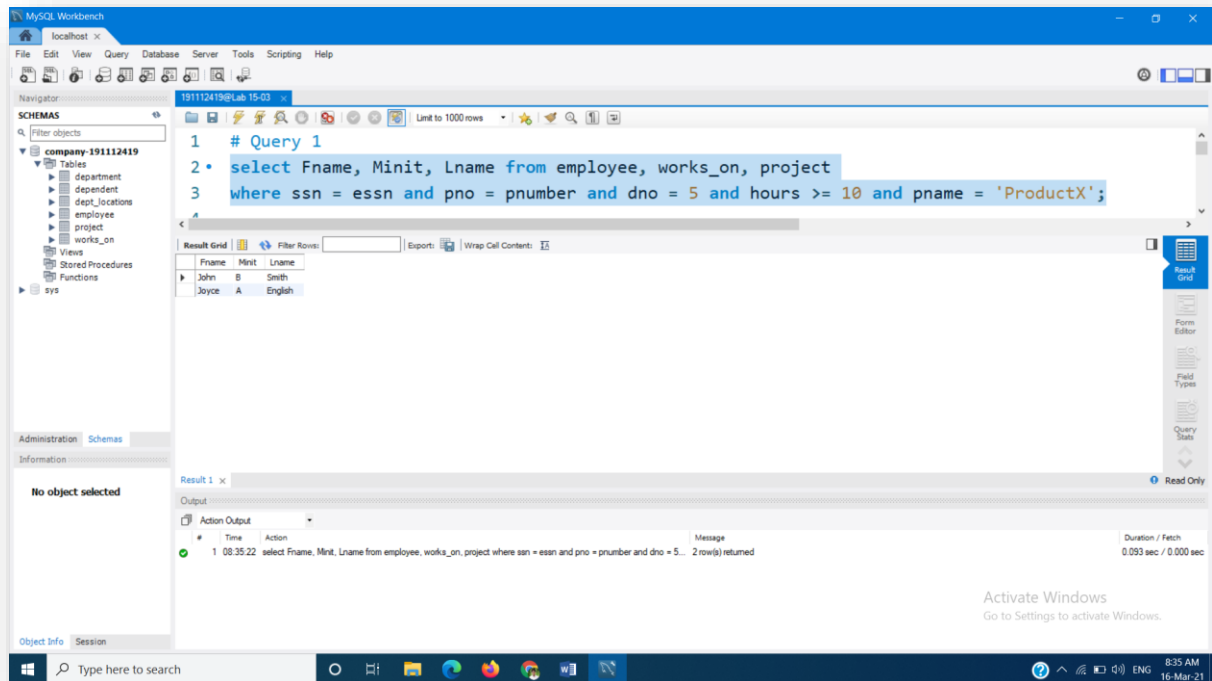 MySQL Workbench
localhost ×
File Edit View Query Database Server Tools Scripting Help
Navigator
SCHEMAS
Filter objects
company-191112419
Tables
department
dependent
dept_locations
employee
project
works_on
Views
Stored Procedures
Functions
sys
Administration Schemas
Information
No object selected
Object Info Session
191112419@Lab 15-03 ×
Limit to 1000 rows
1 # Query 1
2 select Fname, Minit, Lname from employee, works_on, project
3 where ssn = essn and pno = pnumber and dno = 5 and hours >= 10 and pname = 'ProductX';
4
Result Grid Filter Rows: Export: Wrap Cell Content:
Fname Minit Lname
John B Smith
Joyce A English
Result Grid
Form Editor
Field Types
Query Stats
Result 1 ×
Read Only
Output
Action Output
# Time Action Message Duration / Fetch
1 08:35:22 select Fname, Minit, Lname from employee, works_on, project where ssn = essn and pno = pnumber and dno = 5... 2 row(s) returned 0.093 sec / 0.000 sec
Activate Windows
Go to Settings to activate Windows.
Type here to search
ENG
8:35 AM
16-Mar-21